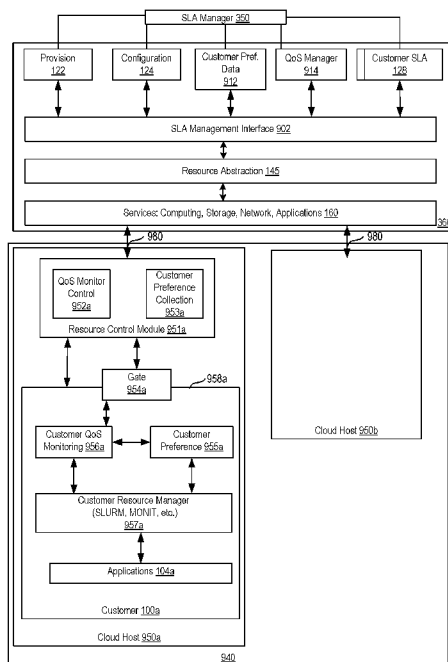 SLA Manager 350
Provision
122
Configuration
124
Customer Pref.
Data
912
QoS Manager
914
Customer SLA
128
SLA Management Interface 902
Resource Abstraction 145
Services: Computing, Storage, Network, Applications 160
360
980
980
QoS Monitor
Control
952a
Customer
Preference
Collection
953a
Resource Control Module 951a
Gate
954a
958a
Customer QoS
Monitoring
956a
Customer
Preference 955a
Customer Resource Manager
(SLURM, MONIT, etc.)
957a
Applications 104a
Customer 100a
Cloud Host 950a
Cloud Host 950b
940